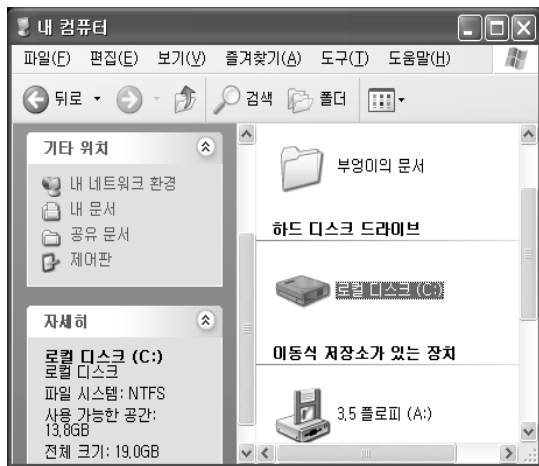 내 컴퓨터
파일(F) 편집(E) 보기(V) 즐겨찾기(A) 도구(T) 도움말(H)
뒤로 검색 폴더
기타 위치
내 네트워크 환경
내 문서
공유 문서
제어판
자세히
로컬 디스크 (C:)
로컬 디스크
파일 시스템: NTFS
사용 가능한 공간:
13,8GB
전체 크기: 19,0GB
부엉이의 문서
하드 디스크 드라이브
로컬 디스크 (C:)
이동식 저장소가 있는 장치
3,5 플로피 (A:)